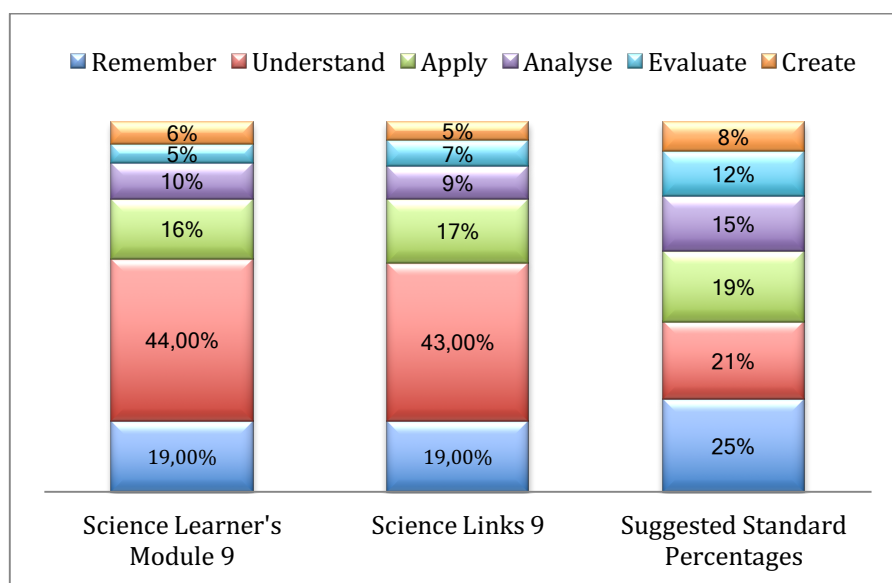 Remember Understand Apply Analyse Evaluate Create
6% 5% 8%
5% 7% 12%
10% 9% 15%
16% 17% 19%
44,00% 43,00% 21%
19,00% 19,00% 25%
Science Learner's Science Links 9 Suggested Standard
Module 9 Percentages